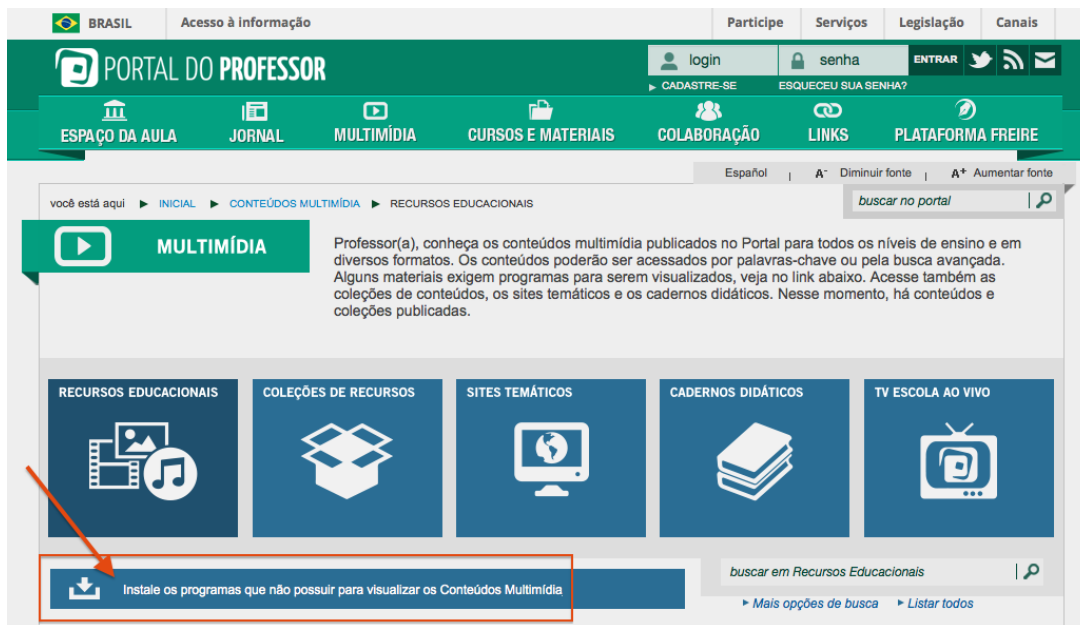 BRASIL Acesso à informação Participe Serviços Legislação Canais
PORTAL DO PROFESSOR login senha ENTRAR
▶ CADASTRE-SE ESQUECEU SUA SENHA?
ESPAÇO DA AULA JORNAL MULTIMÍDIA CURSOS E MATERIAIS COLABORAÇÃO LINKS PLATAFORMA FREIRE
Español | A- Diminuir fonte | A+ Aumentar fonte
você está aqui ▶ INICIAL ▶ CONTEÚDOS MULTIMÍDIA ▶ RECURSOS EDUCACIONAIS buscar no portal
MULTIMÍDIA
Professor(a), conheça os conteúdos multimídia publicados no Portal para todos os níveis de ensino e em
diversos formatos. Os conteúdos poderão ser acessados por palavras-chave ou pela busca avançada.
Alguns materiais exigem programas para serem visualizados, veja no link abaixo. Acesse também as
coleções de conteúdos, os sites temáticos e os cadernos didáticos. Nesse momento, há conteúdos e
coleções publicadas.
RECURSOS EDUCACIONAIS COLEÇÕES DE RECURSOS SITES TEMÁTICOS CADERNOS DIDÁTICOS TV ESCOLA AO VIVO
buscar em Recursos Educacionais
Instale os programas que não possuir para visualizar os Conteúdos Multimídia
▶ Mais opções de busca ▶ Listar todos